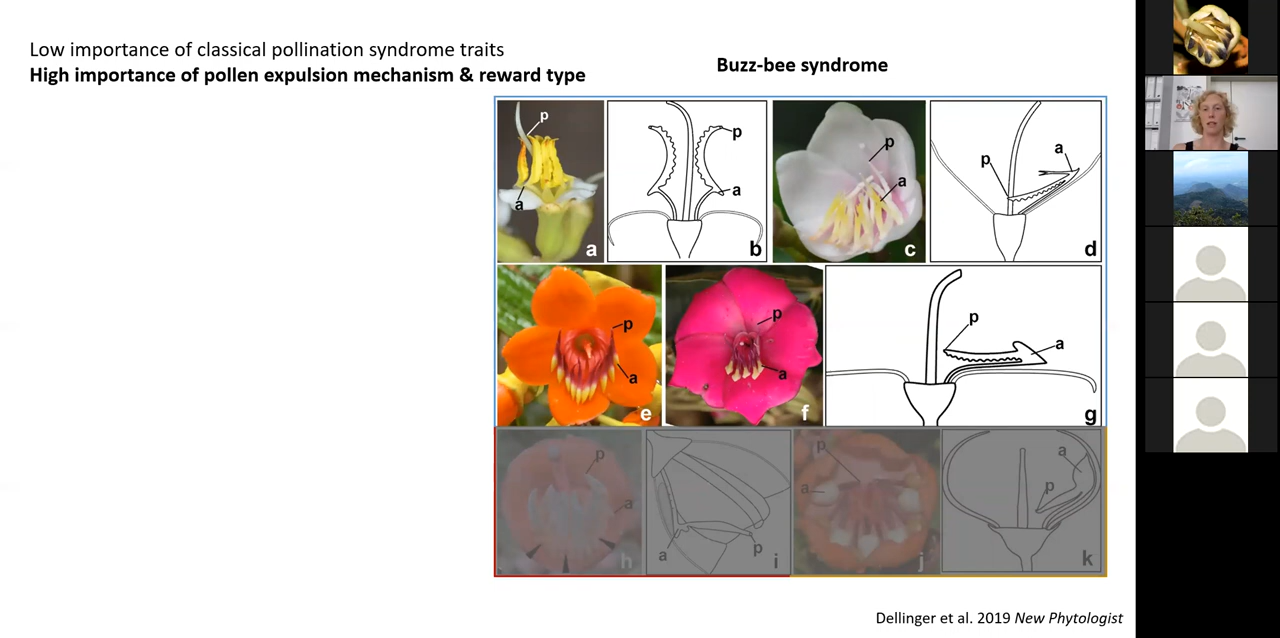 Low importance of classical pollination syndrome traits
High importance of pollen expulsion mechanism & reward type
Buzz-bee syndrome
p
a
a
p
a
b
p
a
c
p
a
d
p
a
e
p
a
f
p
a
g
p
a
h
a
p
i
p
a
j
a
p
k
Dellinger et al. 2019 New Phytologist